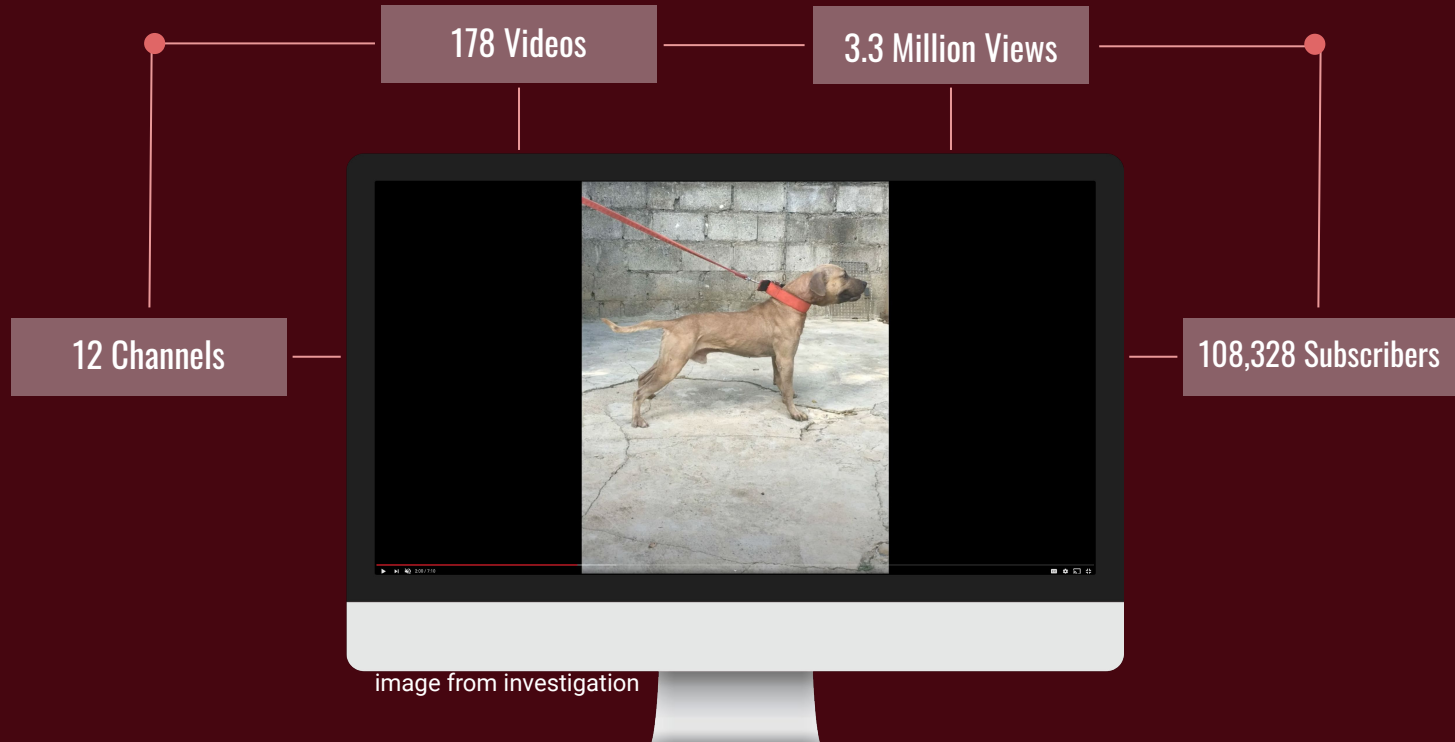 178 Videos
3.3 Million Views
12 Channels
108,328 Subscribers
image from investigation